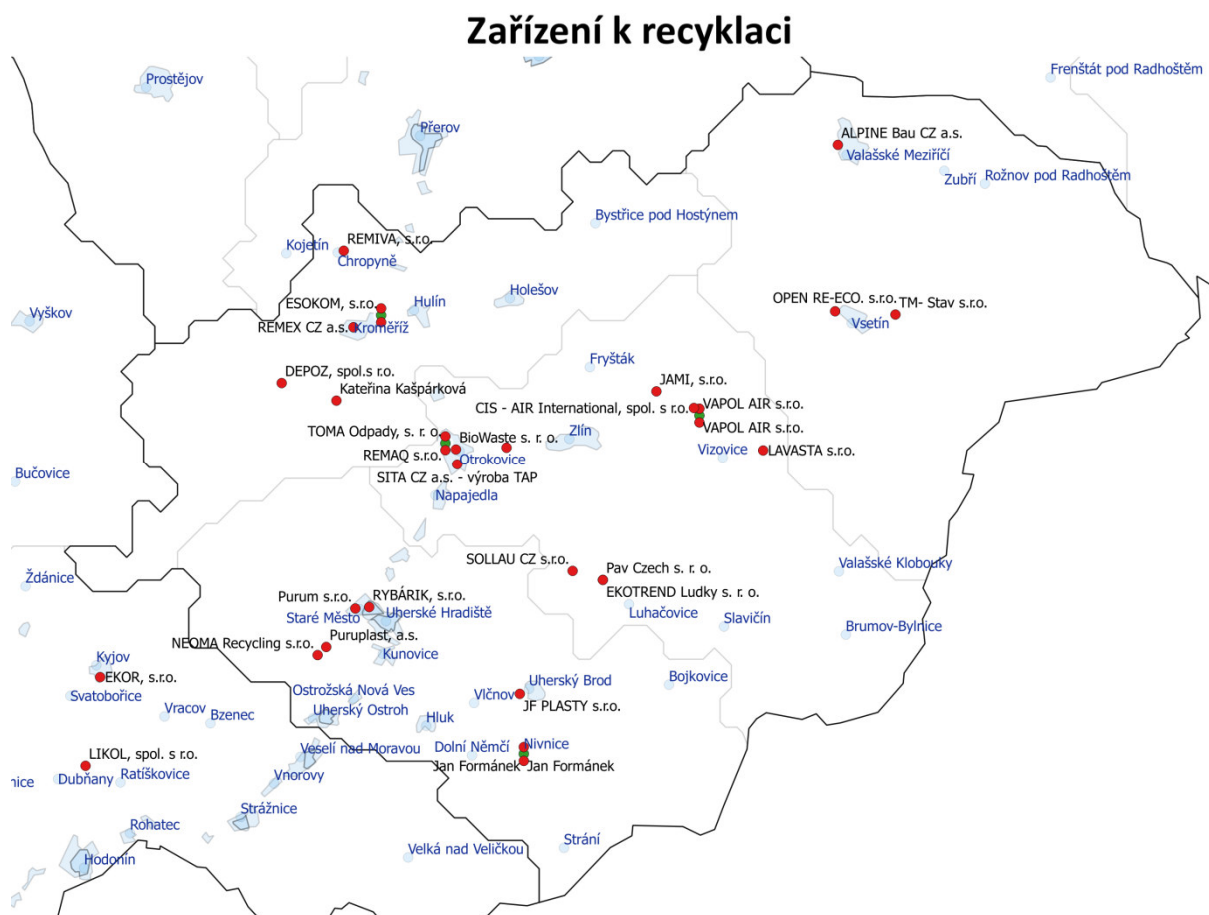 Zařízení k recyklaci
Prostějov
Frenštát pod Radhoštěm
Přerov
ALPINE Bau CZ a.s.
Valašské Meziříčí
Zubří
Rožnov pod Radhoštěm
Bystřice pod Hostýnem
REMIVA, s.r.o.
Kojetín
Chropyně
Holešov
ESOKOM, s.r.o.
Hulín
OPEN RE-ECO. s.r.o.
TM- Stav s.r.o.
Vyškov
REMEX CZ a.s.
Kroměříž
Vsetín
Fryšták
DEPOZ, spol.s r.o.
Kateřina Kašpárková
JAMI, s.r.o.
CIS - AIR International, spol. s r.o.
VAPOL AIR s.r.o.
VAPOL AIR s.r.o.
TOMA Odpady, s. r. o.
BioWaste s. r. o.
Zlín
REMAQ s.r.o.
Otrokovice
Vizovice
LAVASTA s.r.o.
Bučovice
SITA CZ a.s. - výroba TAP
Napajedla
SOLLAU CZ s.r.o.
Pav Czech s. r. o.
Valašské Klobouky
Ždánice
EKOTREND Ludky s. r. o.
Purum s.r.o.
RYBÁRIK, s.r.o.
Staré Město
Uherské Hradiště
Luhačovice
Slavičín
Brumov-Bylnice
NEOMA Recycling s.r.o.
Puruplast, a.s.
Kunovice
Kyjov
EKOR, s.r.o.
Svatobořice
Ostrožská Nová Ves
Vlčnov
Uherský Brod
Bojkovice
JF PLASTY s.r.o.
Vracov
Bzenec
Uherský Ostroh
Hluk
LIKOL, spol. s r.o.
Veselí nad Moravou
Dolní Němčí
Nivnice
Jan Formánek
Jan Formánek
nice
Dubňany
Ratíškovice
Vnorovy
Strážnice
Rohatec
Hodonín
Velká nad Veličkou
Strání